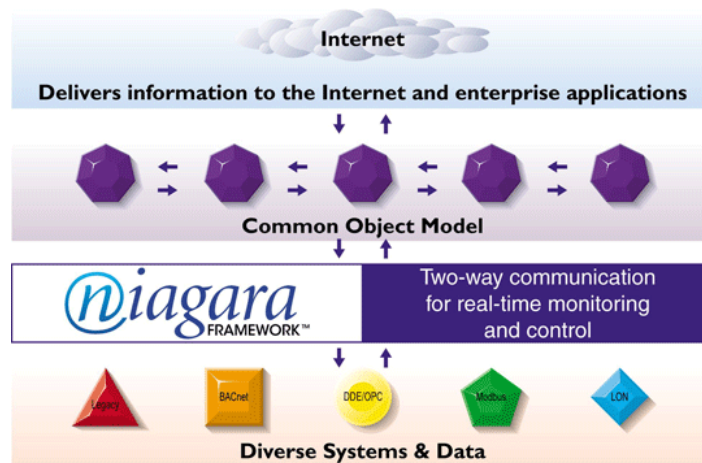 Internet
Delivers information to the Internet and enterprise applications
Common Object Model
niagara
FRAMEWORK™
Two-way communication
for real-time monitoring
and control
Legacy
BACnet
DDE/OPC
Modbus
LON
Diverse Systems & Data